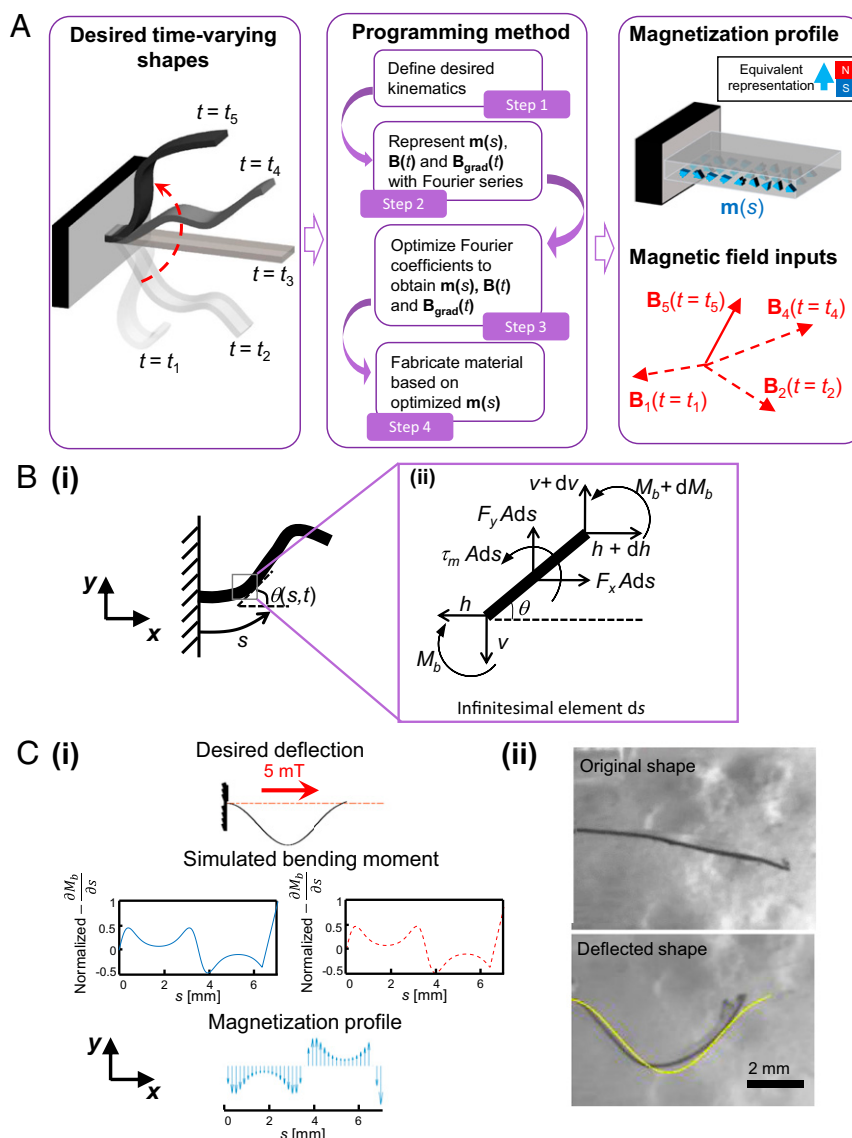 A
Desired time-varying
shapes
t = t5
t = t4
t = t3
t = t2
t = t1
Programming method
Define desired
kinematics
Step 1
Represent m(s),
B(t) and Bgrad(t)
with Fourier series
Step 2
Optimize Fourier
coefficients to
obtain m(s), B(t)
and Bgrad(t)
Step 3
Fabricate material
based on
optimized m(s)
Step 4
Magnetization profile
Equivalent
representation
N
S
m(s)
Magnetic field inputs
B5(t = t5)
B4(t = t4)
B1(t = t1)
B2(t = t2)
B (i)
y
x
θ(s,t)
s
(ii)
v + dv
Mb + dMb
Fy Ads
τm Ads
h + dh
Fx Ads
h
θ
v
Mb
Infinitesimal element ds
C (i)
Desired deflection
5 mT
Simulated bending moment
Normalized − ∂Mb/∂s
1
0.5
0
-0.5
0 2 4 6
s [mm]
Normalized − ∂Mb/∂s
1
0.5
0
-0.5
0 2 4 6
s [mm]
Magnetization profile
y
x
0 2 4 6
s [mm]
(ii)
Original shape
Deflected shape
2 mm